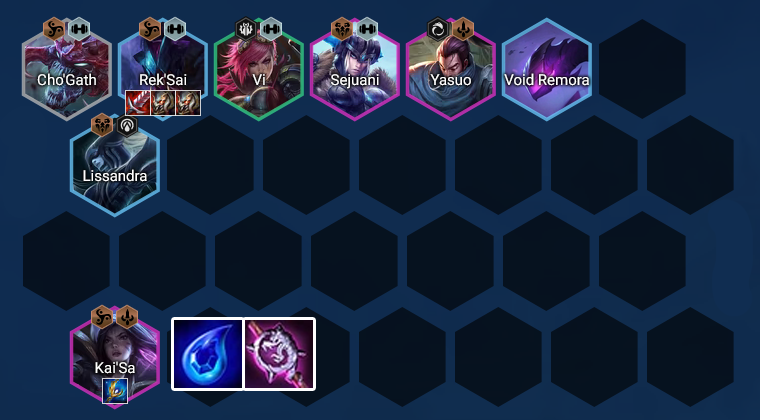 Cho'Gath
Rek'Sai
Vi
Sejuani
Yasuo
Void Remora
Lissandra
Kai'Sa